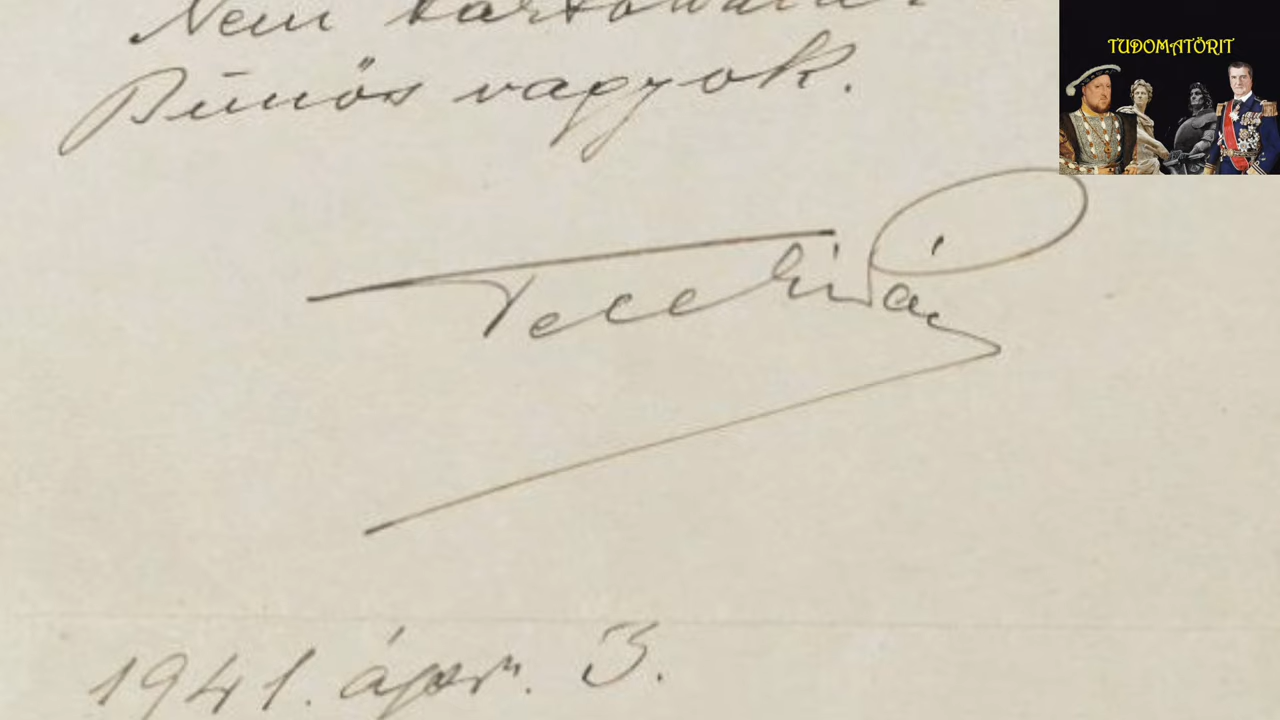 Nem
Bűnös vagyok.
Teleki Pál
1941. ápr. 3.
TUDOMATÖRIT